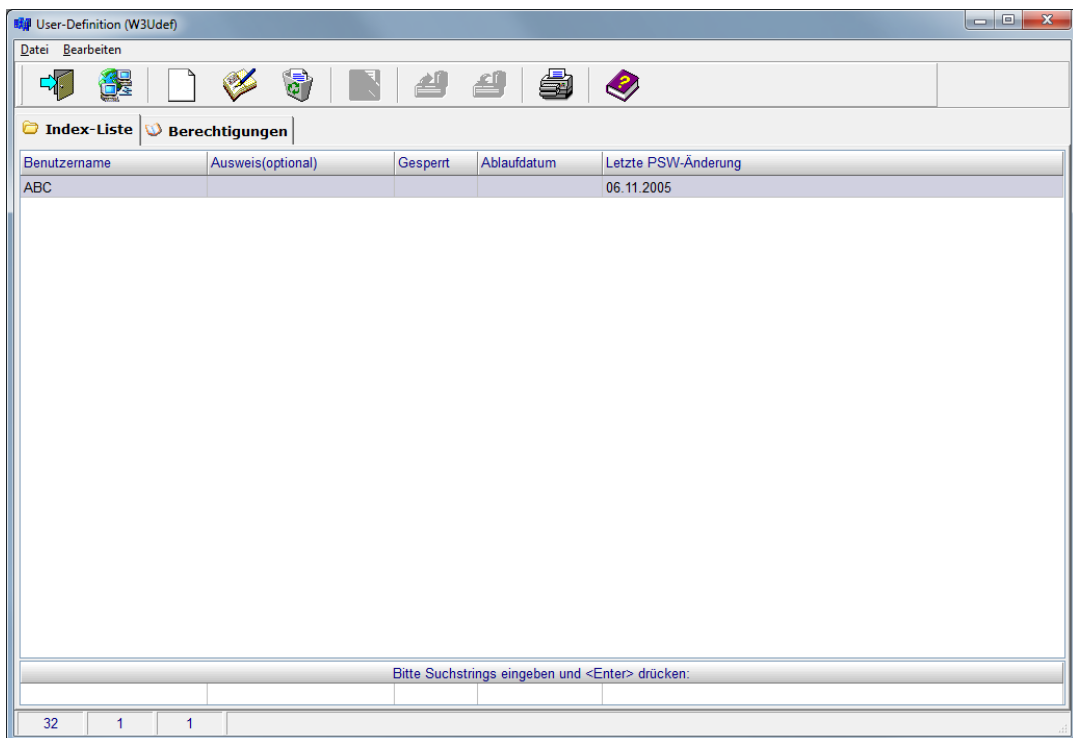 User-Definition (W3Udef)
Datei Bearbeiten
Index-Liste Berechtigungen
Benutzername Ausweis(optional) Gesperrt Ablaufdatum Letzte PSW-Änderung
ABC 06.11.2005
Bitte Suchstrings eingeben und <Enter> drücken:
32 1 1